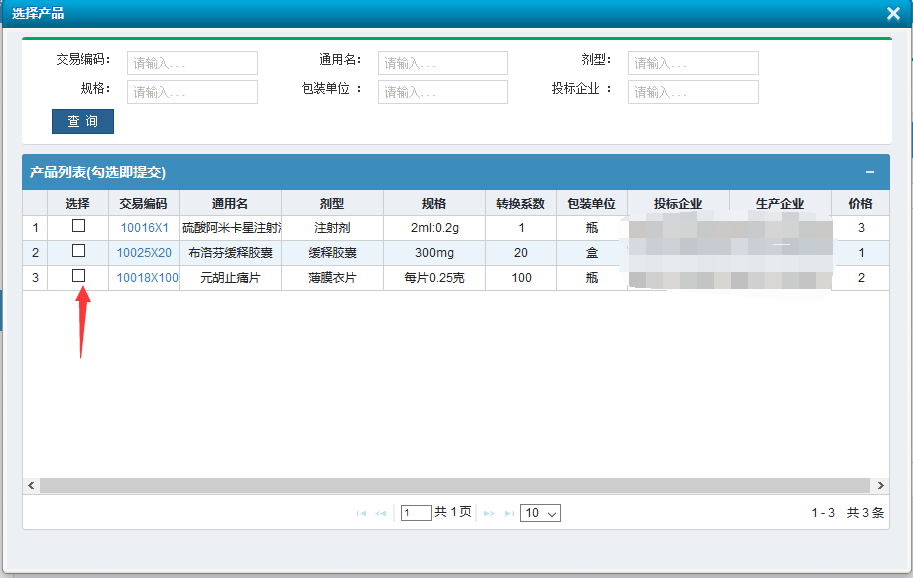 选择产品
交易编码： 请输入... 通用名： 请输入... 剂型： 请输入...
规格： 请输入... 包装单位 ： 请输入... 投标企业 ： 请输入...
查 询
产品列表(勾选即提交)
选择 交易编码 通用名 剂型 规格 转换系数 包装单位 投标企业 生产企业 价格
1 10016X1 硫酸阿米卡星注射 注射剂 2ml:0.2g 1 瓶 3
2 10025X20 布洛芬缓释胶囊 缓释胶囊 300mg 20 盒 1
3 10018X100 元胡止痛片 薄膜衣片 每片0.25克 100 瓶 2
1 共 1 页 10 1 - 3 共 3 条